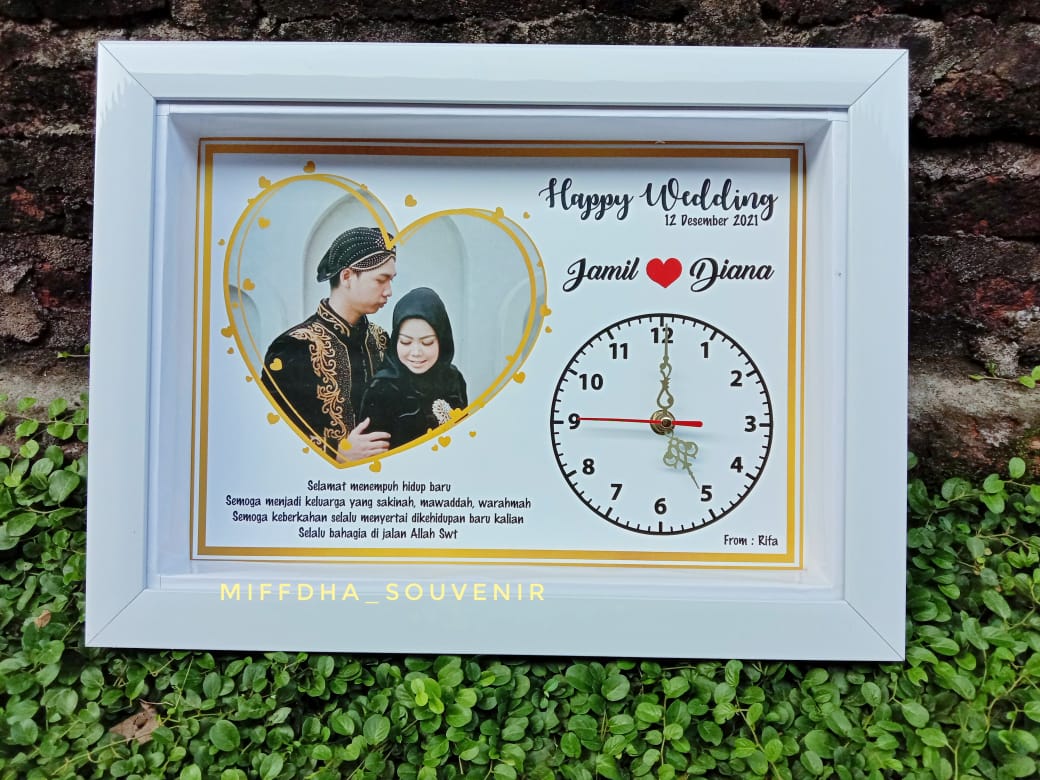 Happy Wedding
12 Desember 2021
Jamil Diana
12
1
2
3
4
5
6
7
8
9
10
11
Selamat menempuh hidup baru
Semoga menjadi keluarga yang sakinah, mawaddah, warahmah
Semoga keberkahan selalu menyertai dikehidupan baru kalian
Selalu bahagia di jalan Allah Swt
From : Rifa
MIFFDHA_SOUVENIR